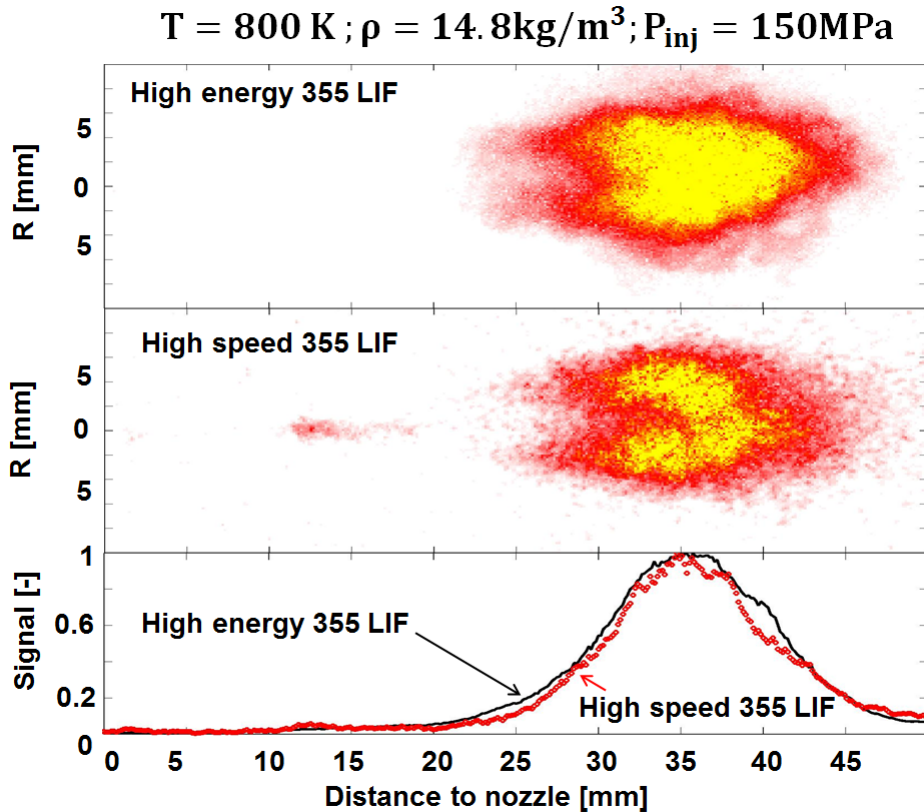 T = 800 K ; ρ = 14.8kg/m³; P_inj = 150MPa
High energy 355 LIF
5
0
5
R [mm]
High speed 355 LIF
5
0
5
R [mm]
1
0.6
0.2
0
Signal [-]
High energy 355 LIF
High speed 355 LIF
0 5 10 15 20 25 30 35 40 45
Distance to nozzle [mm]